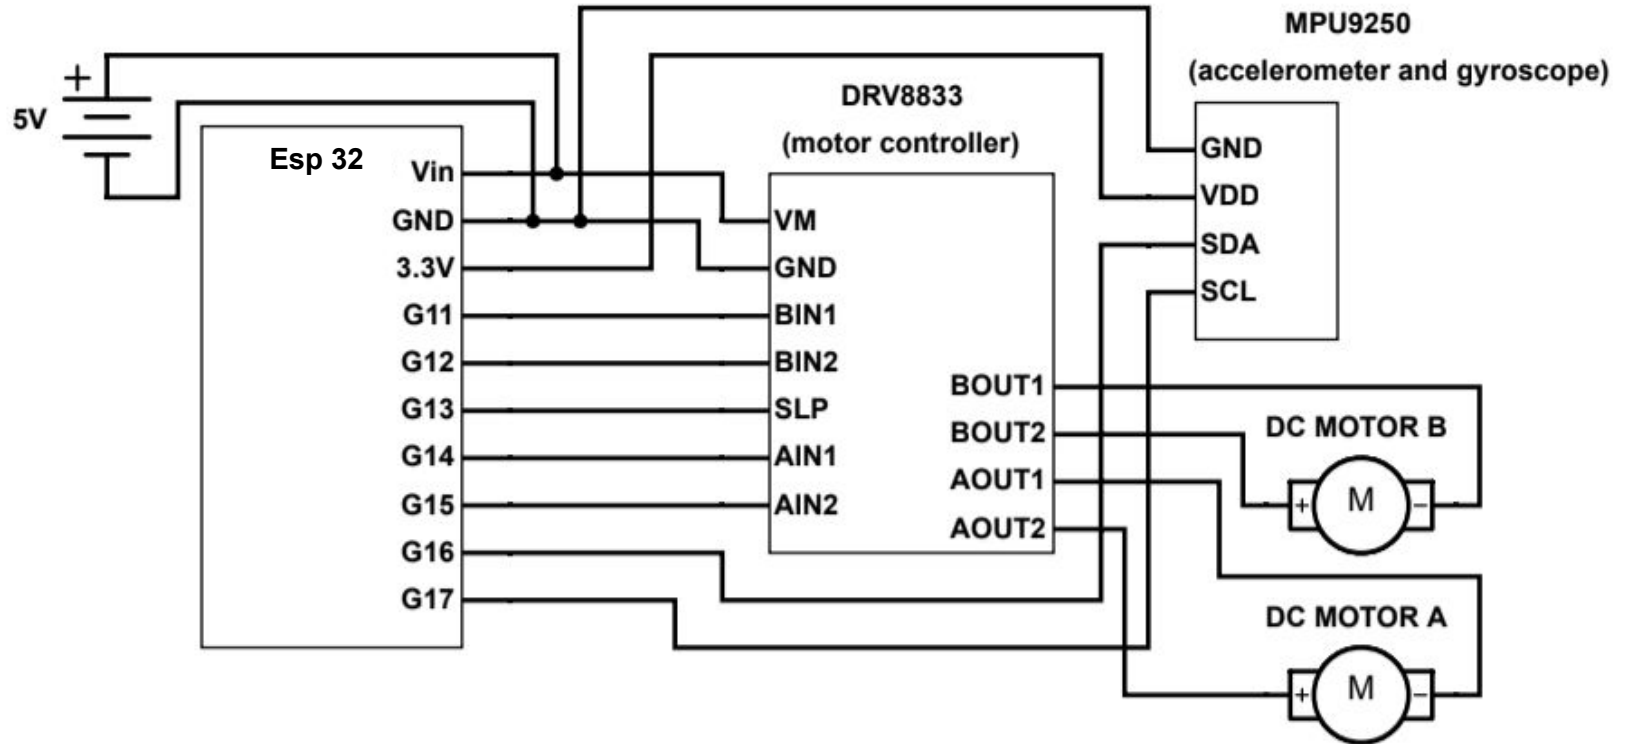 MPU9250
(accelerometer and gyroscope)
+
5V
Esp 32
Vin
GND
3.3V
G11
G12
G13
G14
G15
G16
G17
DRV8833
(motor controller)
VM
GND
BIN1
BIN2
SLP
AIN1
AIN2
BOUT1
BOUT2
AOUT1
AOUT2
GND
VDD
SDA
SCL
DC MOTOR B
+ M −
DC MOTOR A
+ M −